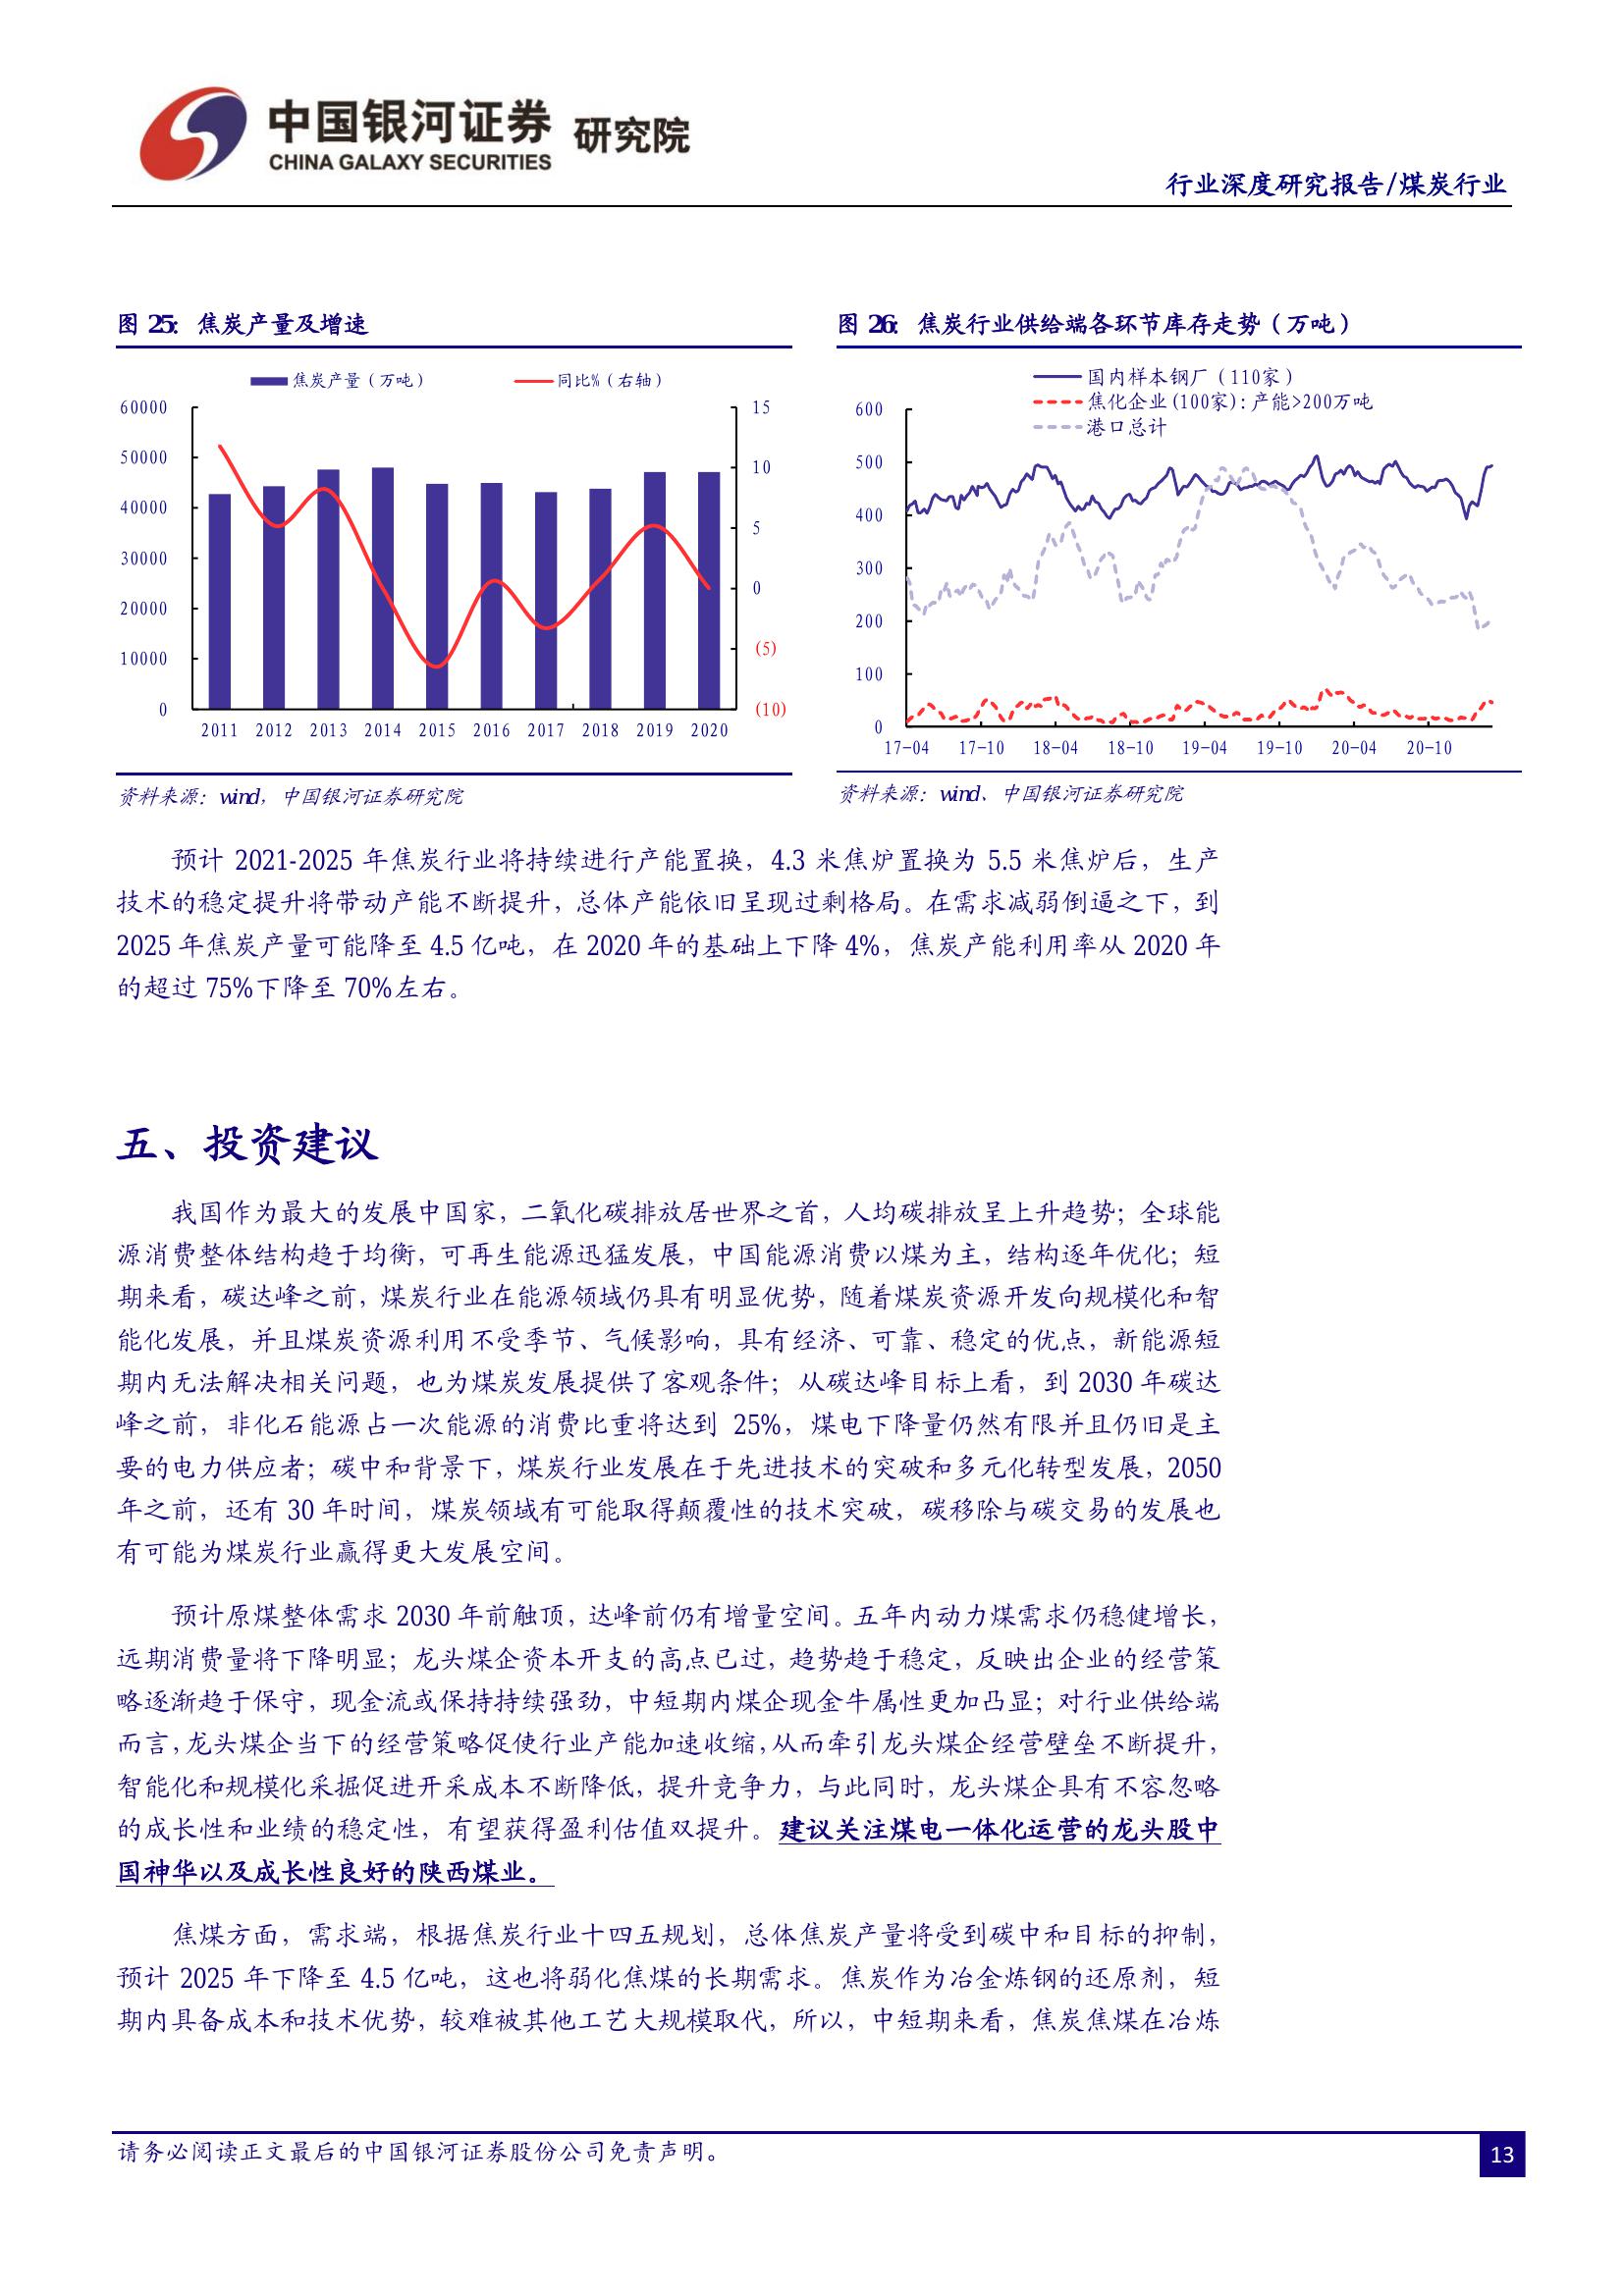 中国银河证券 研究院
CHINA GALAXY SECURITIES
行业深度研究报告/煤炭行业
图 25：焦炭产量及增速
焦炭产量（万吨） 同比%（右轴）
60000
50000
40000
30000
20000
10000
0
15
10
5
0
(5)
(10)
2011 2012 2013 2014 2015 2016 2017 2018 2019 2020
资料来源：wind，中国银河证券研究院
图 26：焦炭行业供给端各环节库存走势（万吨）
国内样本钢厂（110家）
焦化企业(100家):产能>200万吨
港口总计
600
500
400
300
200
100
0
17-04 17-10 18-04 18-10 19-04 19-10 20-04 20-10
资料来源：wind、中国银河证券研究院
预计 2021-2025 年焦炭行业将持续进行产能置换，4.3 米焦炉置换为 5.5 米焦炉后，生产
技术的稳定提升将带动产能不断提升，总体产能依旧呈现过剩格局。在需求减弱倒逼之下，到
2025 年焦炭产量可能降至 4.5 亿吨，在 2020 年的基础上下降 4%，焦炭产能利用率从 2020 年
的超过 75%下降至 70%左右。
五、投资建议
我国作为最大的发展中国家，二氧化碳排放居世界之首，人均碳排放呈上升趋势；全球能
源消费整体结构趋于均衡，可再生能源迅猛发展，中国能源消费以煤为主，结构逐年优化；短
期来看，碳达峰之前，煤炭行业在能源领域仍具有明显优势，随着煤炭资源开发向规模化和智
能化发展，并且煤炭资源利用不受季节、气候影响，具有经济、可靠、稳定的优点，新能源短
期内无法解决相关问题，也为煤炭发展提供了客观条件；从碳达峰目标上看，到 2030 年碳达
峰之前，非化石能源占一次能源的消费比重将达到 25%，煤电下降量仍然有限并且仍旧是主
要的电力供应者；碳中和背景下，煤炭行业发展在于先进技术的突破和多元化转型发展，2050
年之前，还有 30 年时间，煤炭领域有可能取得颠覆性的技术突破，碳移除与碳交易的发展也
有可能为煤炭行业赢得更大发展空间。
预计原煤整体需求 2030 年前触顶，达峰前仍有增量空间。五年内动力煤需求仍稳健增长，
远期消费量将下降明显；龙头煤企资本开支的高点已过，趋势趋于稳定，反映出企业的经营策
略逐渐趋于保守，现金流或保持持续强劲，中短期内煤企现金牛属性更加凸显；对行业供给端
而言，龙头煤企当下的经营策略促使行业产能加速收缩，从而牵引龙头煤企经营壁垒不断提升，
智能化和规模化采掘促进开采成本不断降低，提升竞争力，与此同时，龙头煤企具有不容忽略
的成长性和业绩的稳定性，有望获得盈利估值双提升。建议关注煤电一体化运营的龙头股中
国神华以及成长性良好的陕西煤业。
焦煤方面，需求端，根据焦炭行业十四五规划，总体焦炭产量将受到碳中和目标的抑制，
预计 2025 年下降至 4.5 亿吨，这也将弱化焦煤的长期需求。焦炭作为冶金炼钢的还原剂，短
期内具备成本和技术优势，较难被其他工艺大规模取代，所以，中短期来看，焦炭焦煤在冶炼
请务必阅读正文最后的中国银河证券股份公司免责声明。
13